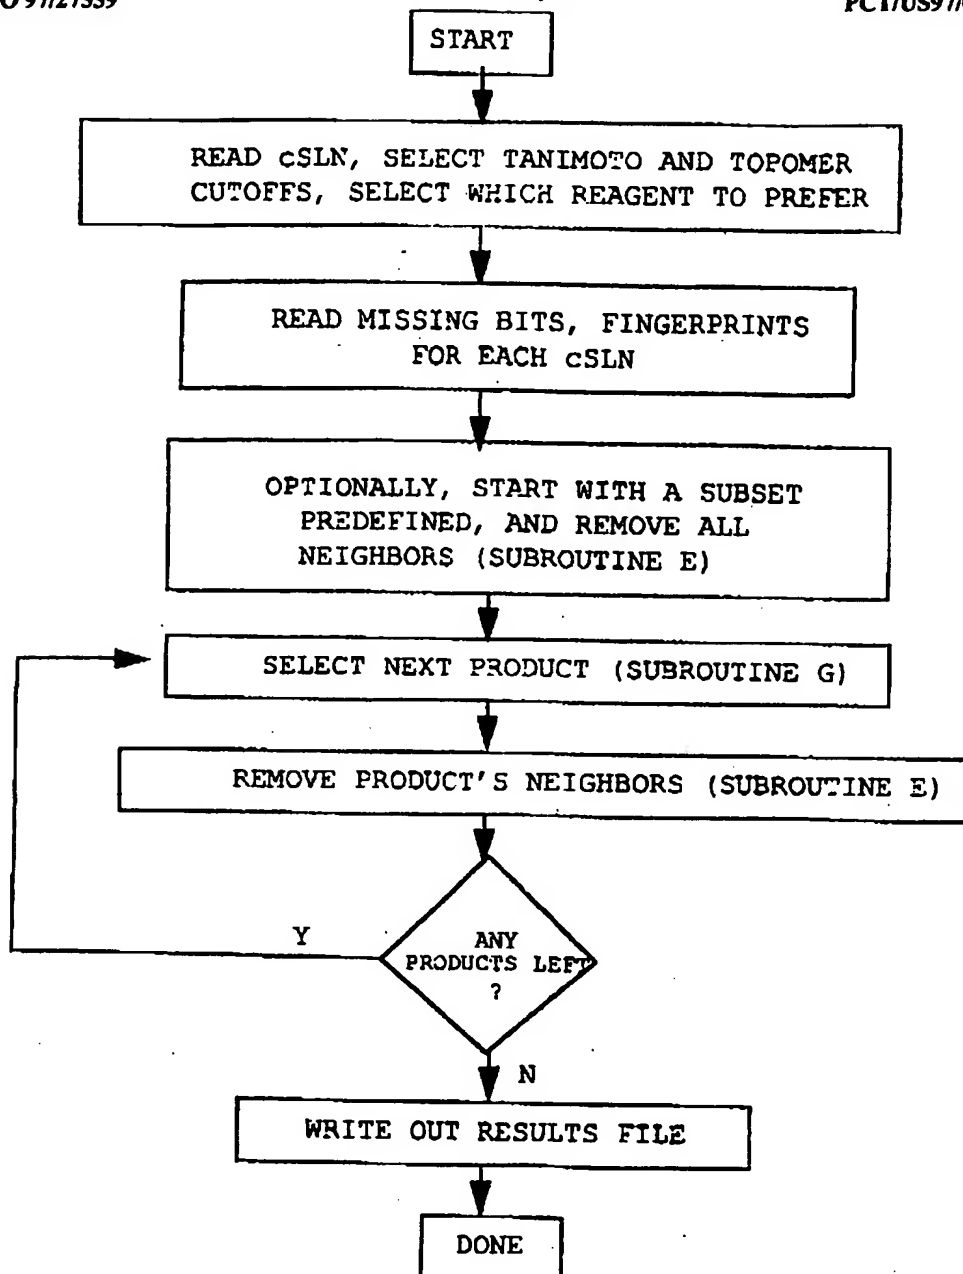 START
READ cSLN, SELECT TANIMOTO AND TOPOMER
CUTOFFS, SELECT WHICH REAGENT TO PREFER
READ MISSING BITS, FINGERPRINTS
FOR EACH cSLN
OPTIONALLY, START WITH A SUBSET
PREDEFINED, AND REMOVE ALL
NEIGHBORS (SUBROUTINE E)
SELECT NEXT PRODUCT (SUBROUTINE G)
REMOVE PRODUCT'S NEIGHBORS (SUBROUTINE E)
Y
ANY
PRODUCTS LEFT
?
N
WRITE OUT RESULTS FILE
DONE